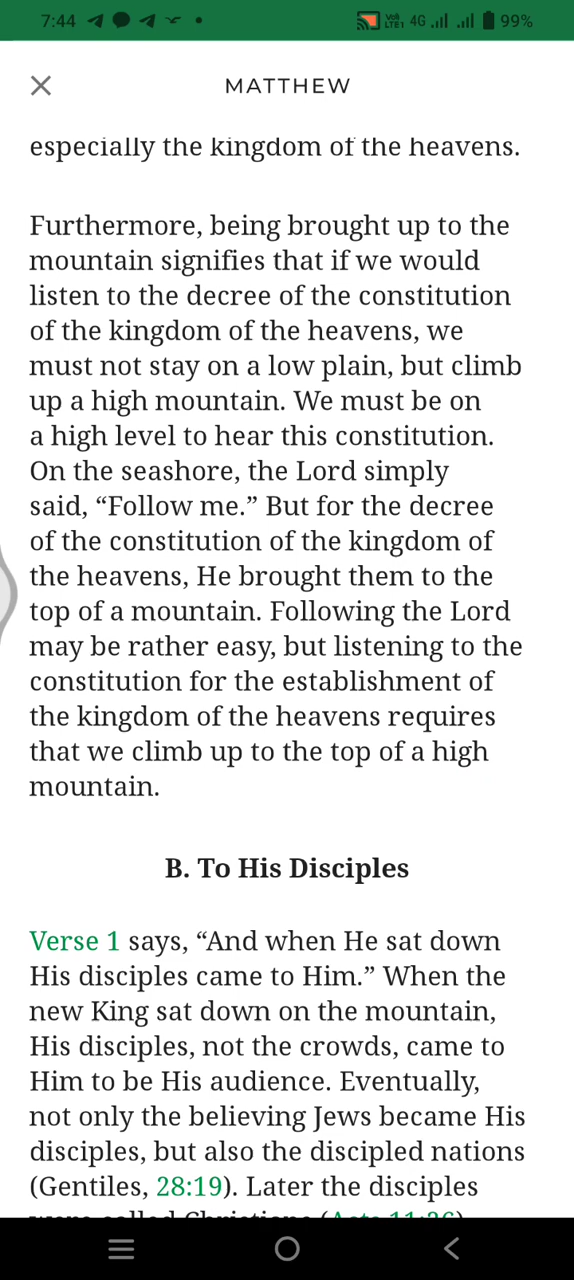 7:44
Vo) LTE1 4G 99%
MATTHEW
especially the kingdom of the heavens.
Furthermore, being brought up to the
mountain signifies that if we would
listen to the decree of the constitution
of the kingdom of the heavens, we
must not stay on a low plain, but climb
up a high mountain. We must be on
a high level to hear this constitution.
On the seashore, the Lord simply
said, “Follow me.” But for the decree
of the constitution of the kingdom of
the heavens, He brought them to the
top of a mountain. Following the Lord
may be rather easy, but listening to the
constitution for the establishment of
the kingdom of the heavens requires
that we climb up to the top of a high
mountain.
B. To His Disciples
Verse 1 says, “And when He sat down
His disciples came to Him.” When the
new King sat down on the mountain,
His disciples, not the crowds, came to
Him to be His audience. Eventually,
not only the believing Jews became His
disciples, but also the discipled nations
(Gentiles, 28:19). Later the disciples
were called Christians (Acts 11:26).